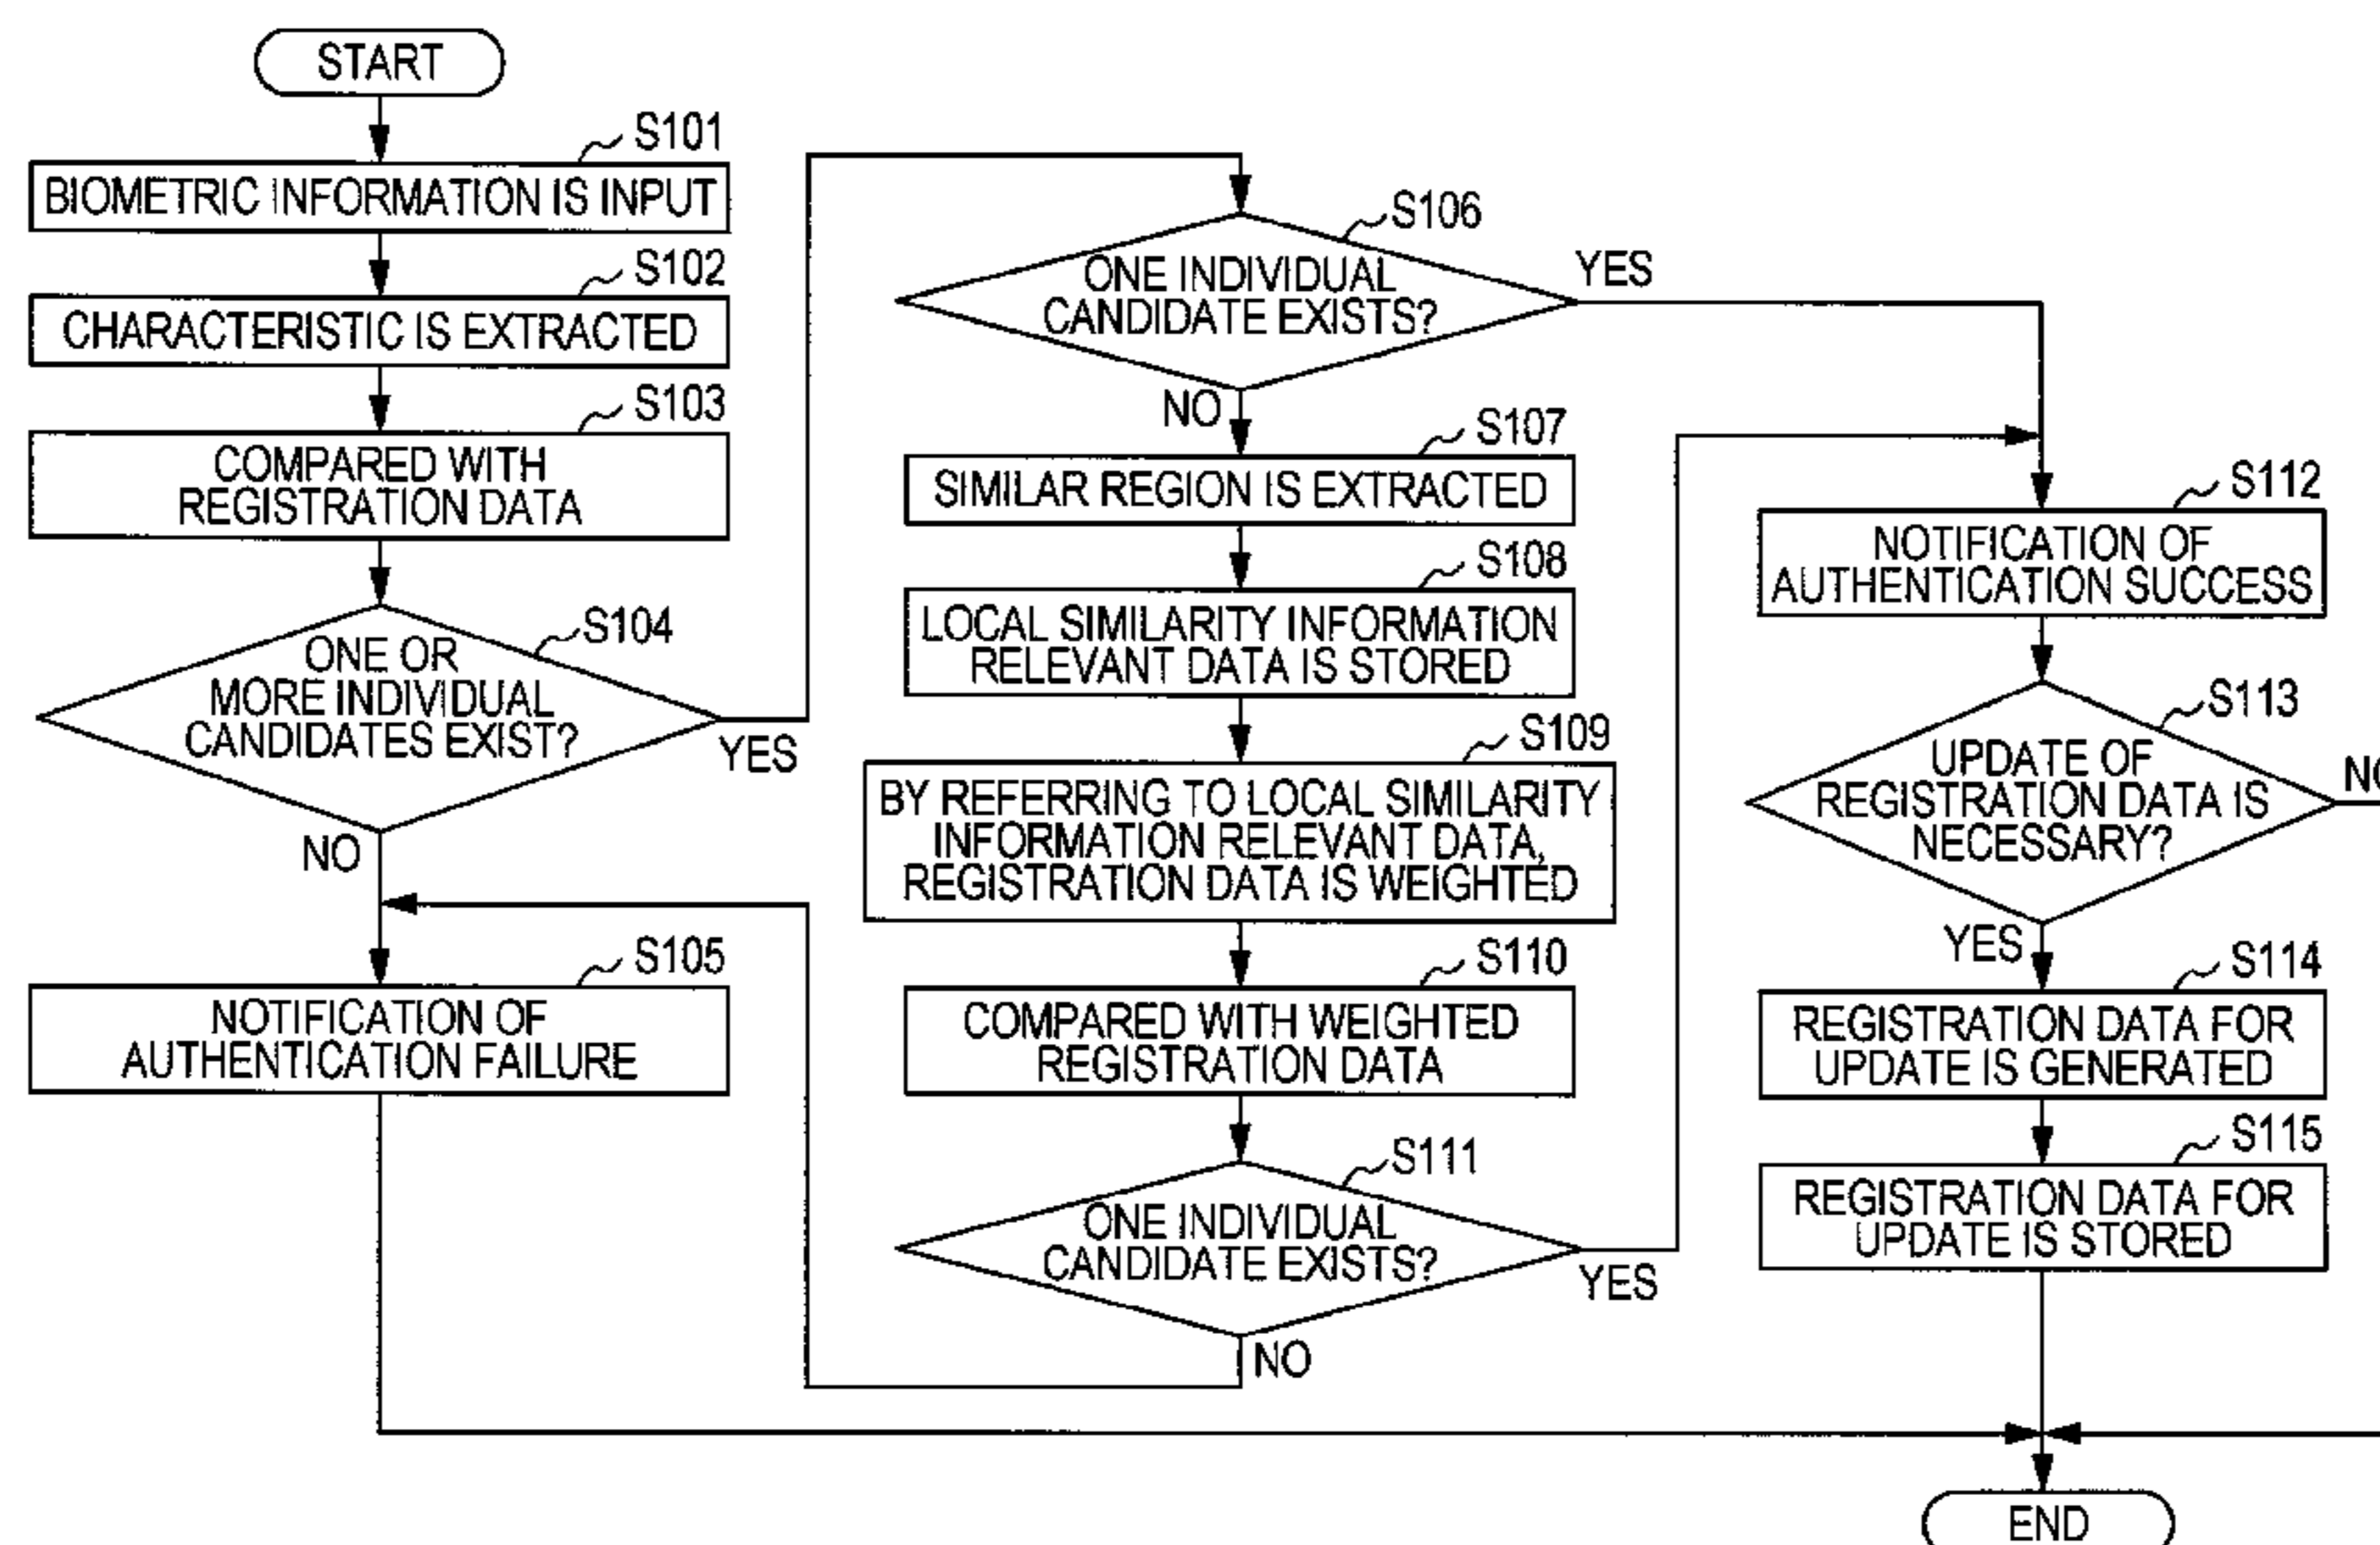 START
S101
BIOMETRIC INFORMATION IS INPUT
S102
CHARACTERISTIC IS EXTRACTED
S103
COMPARED WITH
REGISTRATION DATA
S104
ONE OR
MORE INDIVIDUAL
CANDIDATES EXIST?
YES
NO
S105
NOTIFICATION OF
AUTHENTICATION FAILURE
S106
ONE INDIVIDUAL
CANDIDATE EXISTS?
YES
NO
S107
SIMILAR REGION IS EXTRACTED
S108
LOCAL SIMILARITY INFORMATION
RELEVANT DATA IS STORED
S109
BY REFERRING TO LOCAL SIMILARITY
INFORMATION RELEVANT DATA,
REGISTRATION DATA IS WEIGHTED
S110
COMPARED WITH WEIGHTED
REGISTRATION DATA
S111
ONE INDIVIDUAL
CANDIDATE EXISTS?
YES
NO
S112
NOTIFICATION OF
AUTHENTICATION SUCCESS
S113
UPDATE OF
REGISTRATION DATA IS
NECESSARY?
NO
YES
S114
REGISTRATION DATA FOR
UPDATE IS GENERATED
S115
REGISTRATION DATA FOR
UPDATE IS STORED
END